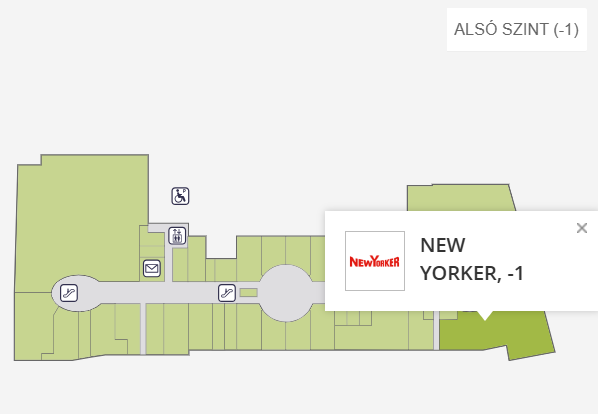 ALSÓ SZINT (-1)
P
NEWYORKER
NEW
YORKER, -1